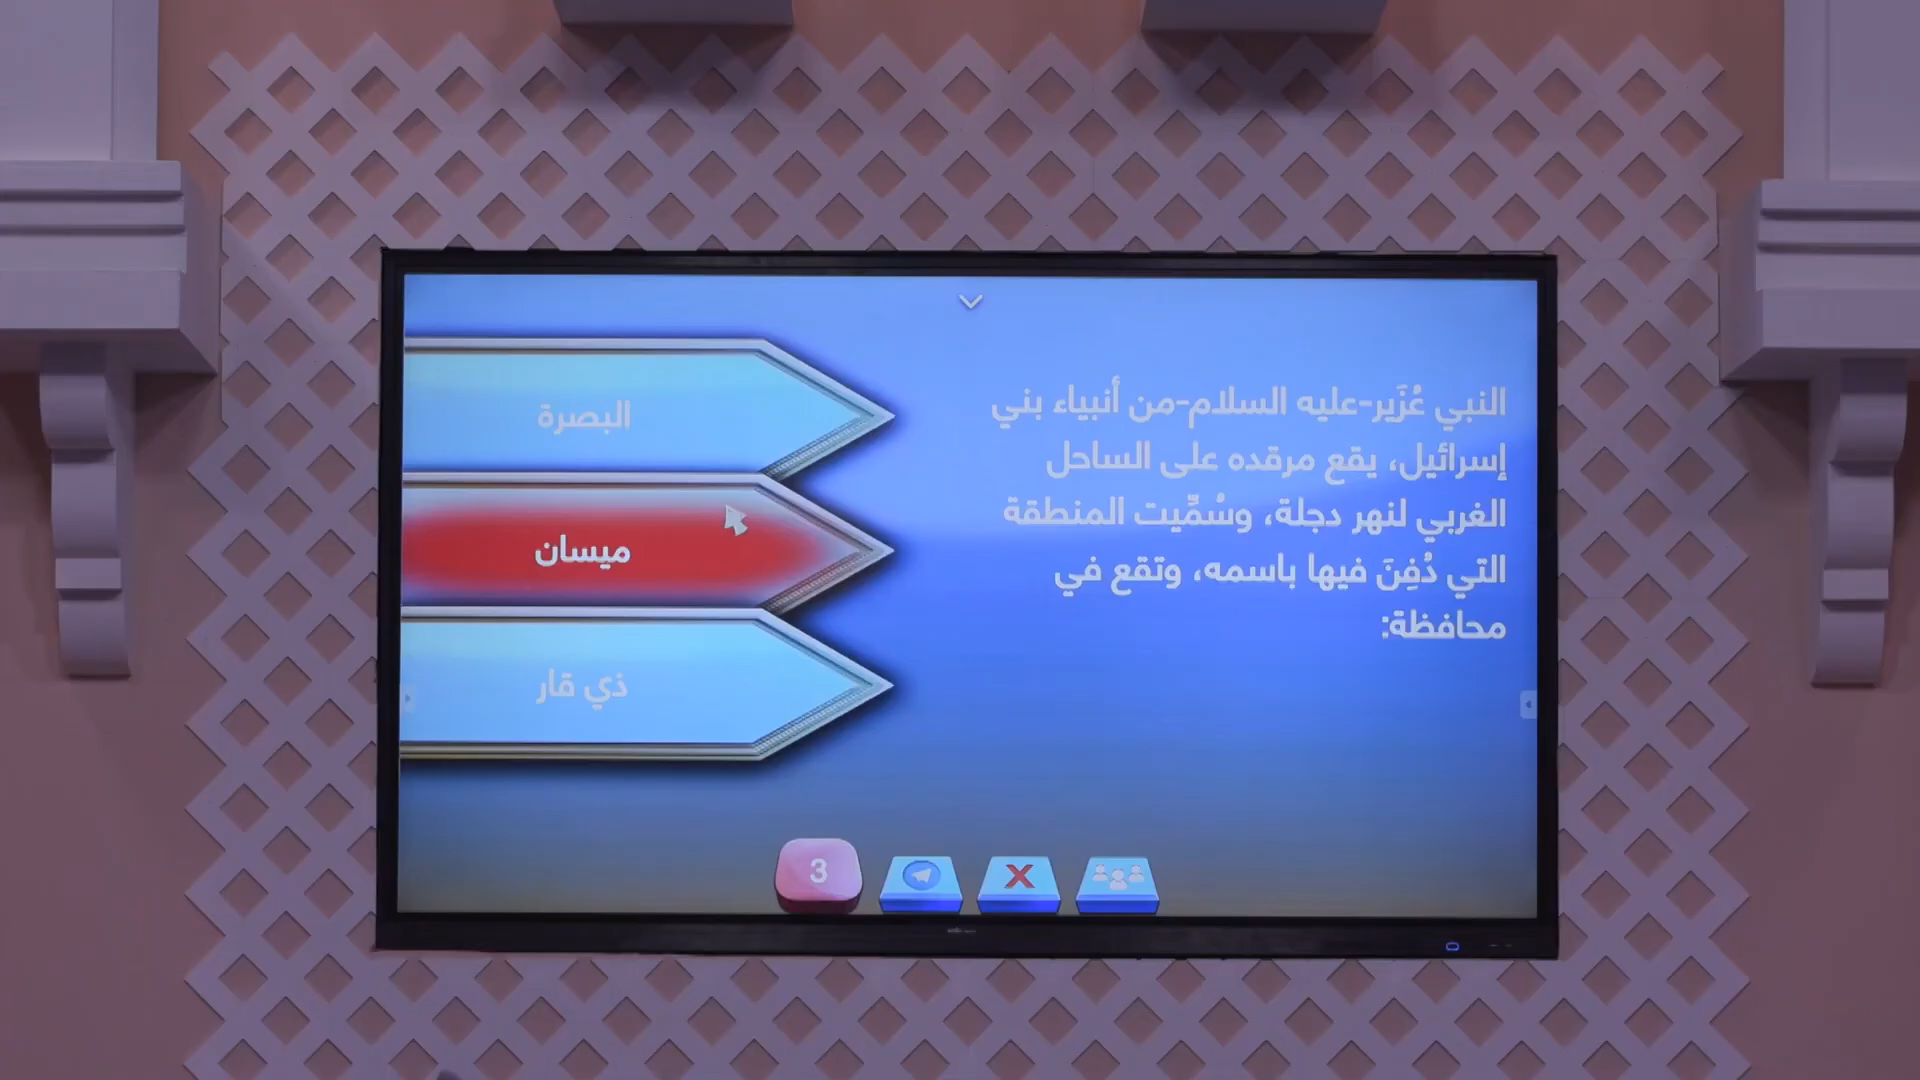 النبي عُزَير-عليه السلام-من أنبياء بني
إسرائيل، يقع مرقده على الساحل
الغربي لنهر دجلة، وسُمِّيت المنطقة
التي دُفِنَ فيها باسمه، وتقع في
محافظة:
البصرة
ميسان
ذي قار
3
X